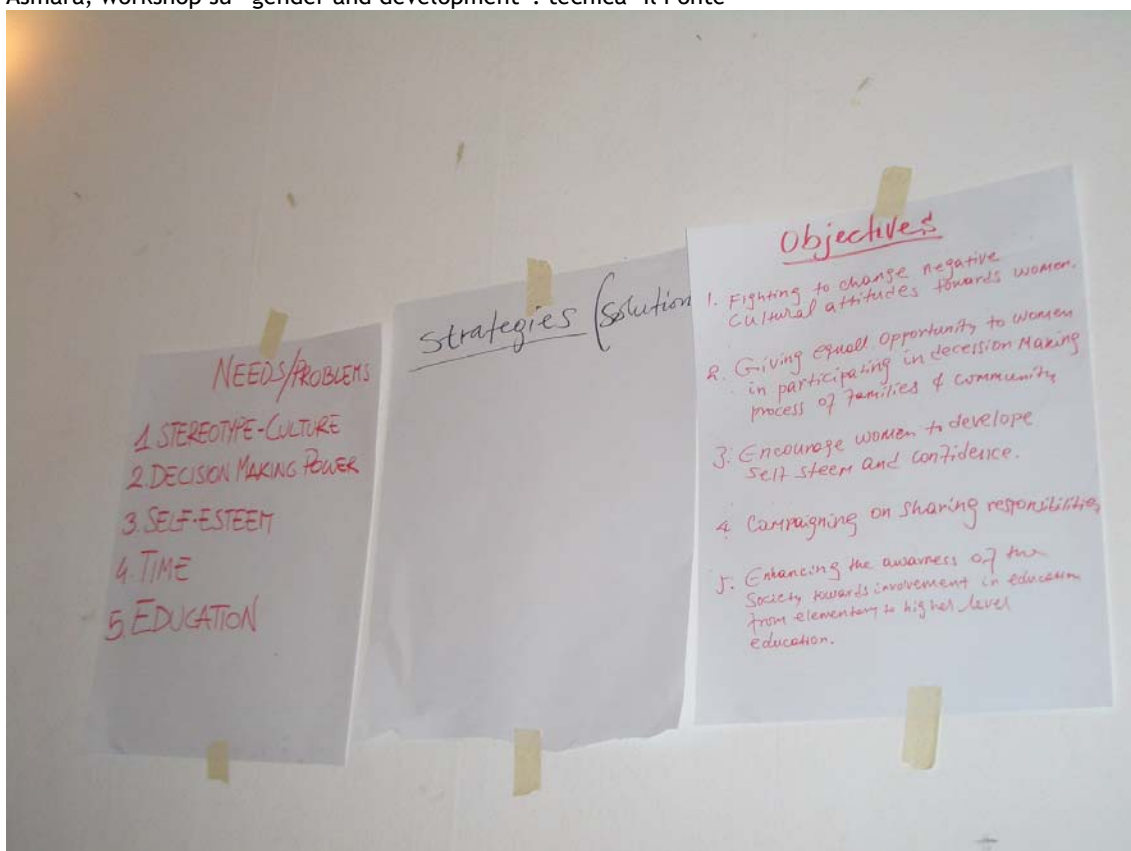 Asmara, workshop su "gender and development": tecnica "Il Ponte"
NEEDS/PROBLEMS
1 STEREOTYPE-CULTURE
2. DECISION MAKING POWER
3. SELF-ESTEEM
4. TIME
5. EDUCATION
Strategies (Solution
Objectives
1. Fighting to change negative
Cultural attitudes towards women.
2. Giving equall opportunity to women
in participating in decession Making
process of families & community
3. Encourage women to develope
self steem and confidence.
4 Campaigning on sharing responsibilities
5. Enhancing the awarness of the
Society towards involvement in education
from elementary to higher level
education.